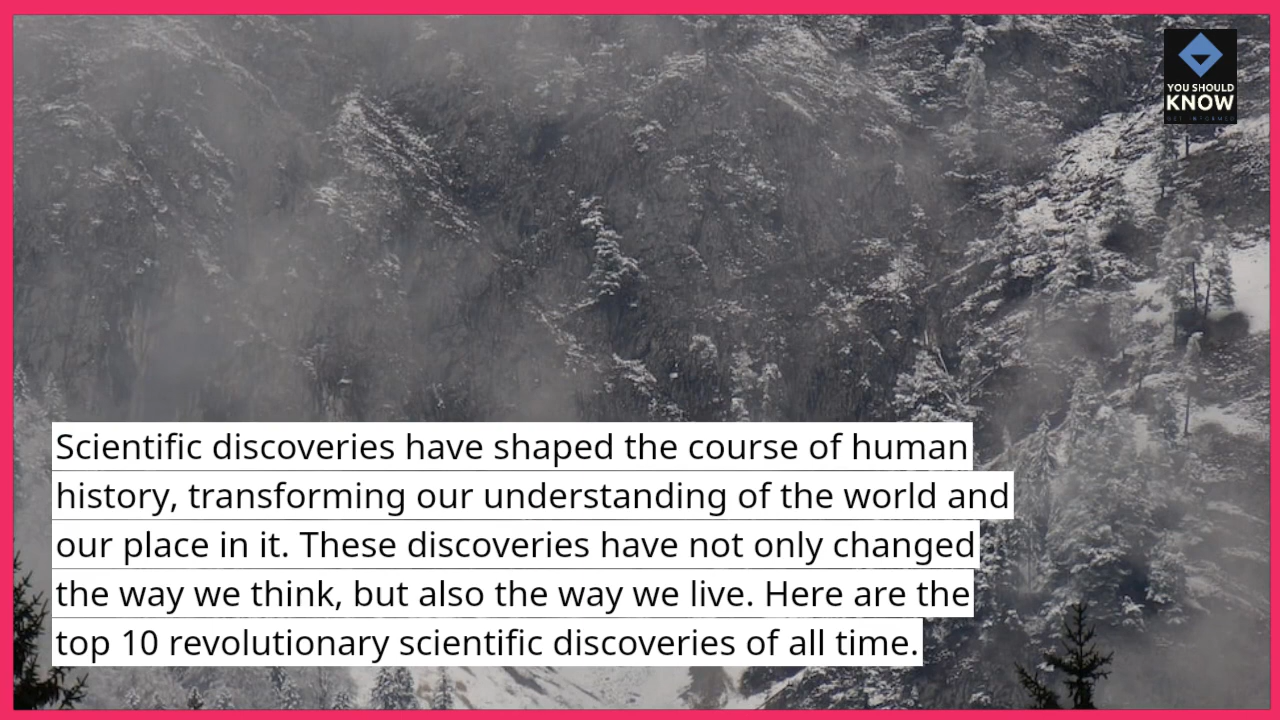 YOU SHOULD
KNOW
GET INFORMED
Scientific discoveries have shaped the course of human
history, transforming our understanding of the world and
our place in it. These discoveries have not only changed
the way we think, but also the way we live. Here are the
top 10 revolutionary scientific discoveries of all time.